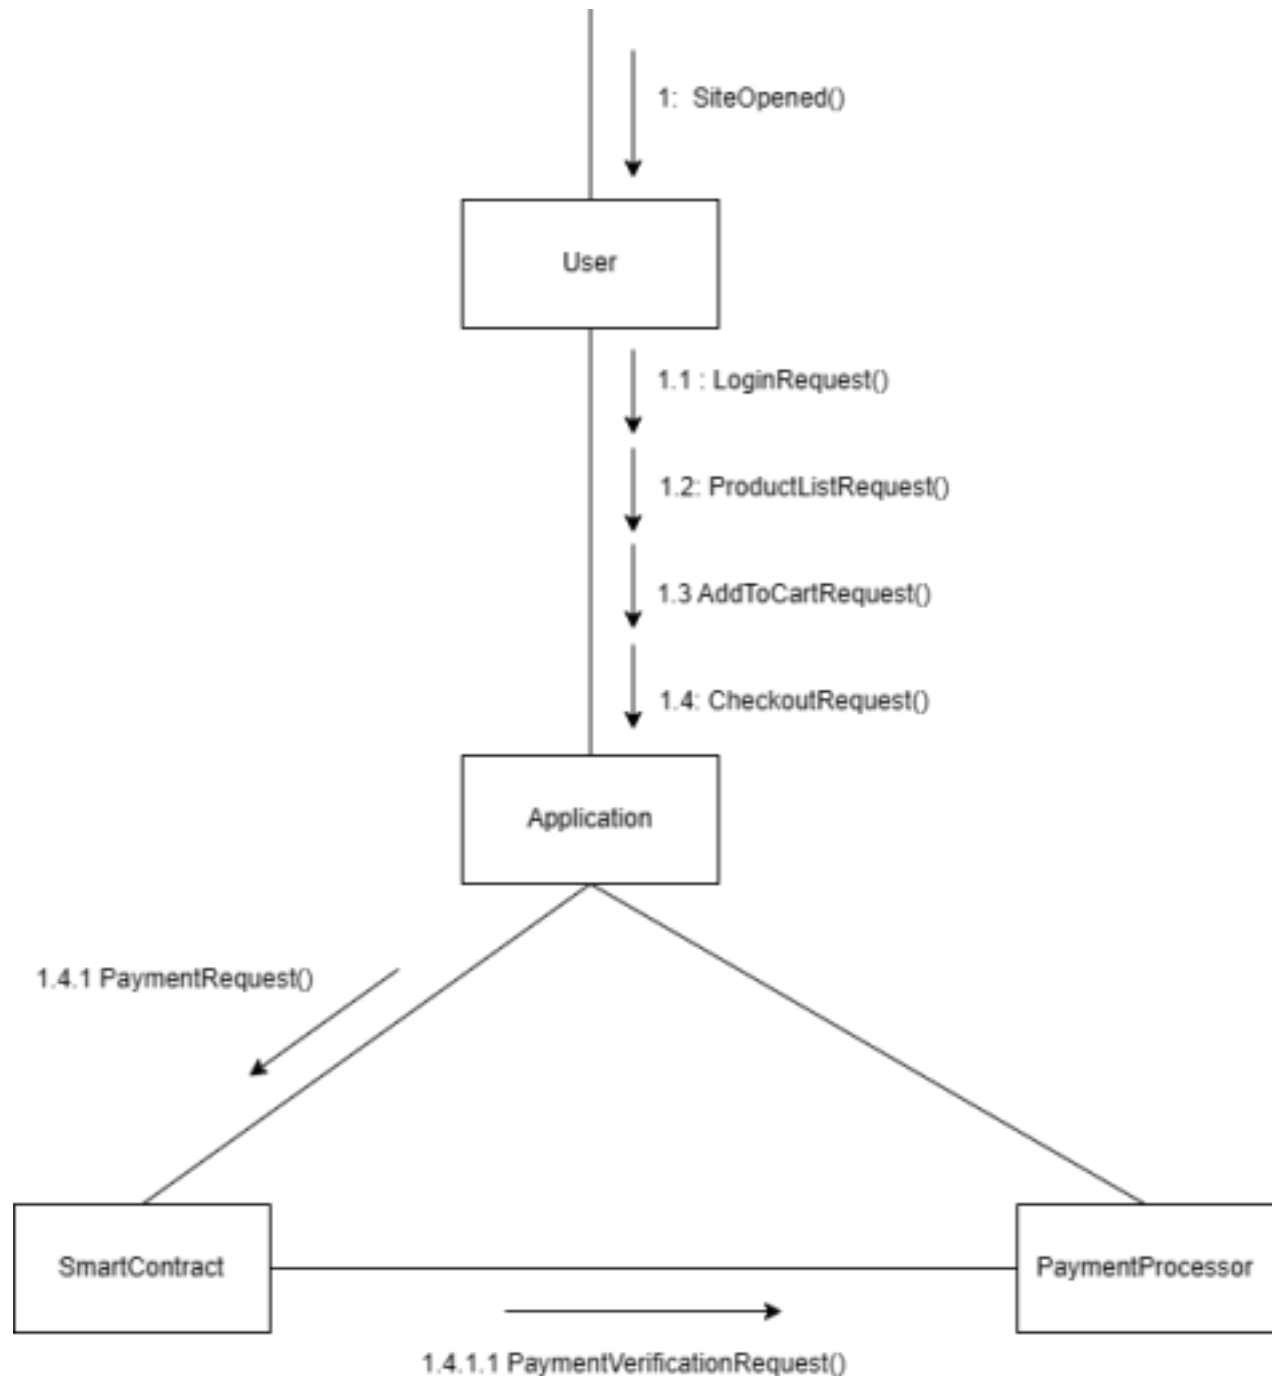 1:  SiteOpened()
User
1.1 : LoginRequest()
1.2: ProductListRequest()
1.3 AddToCartRequest()
1.4: CheckoutRequest()
Application
1.4.1 PaymentRequest()
SmartContract
PaymentProcessor
1.4.1.1 PaymentVerificationRequest()